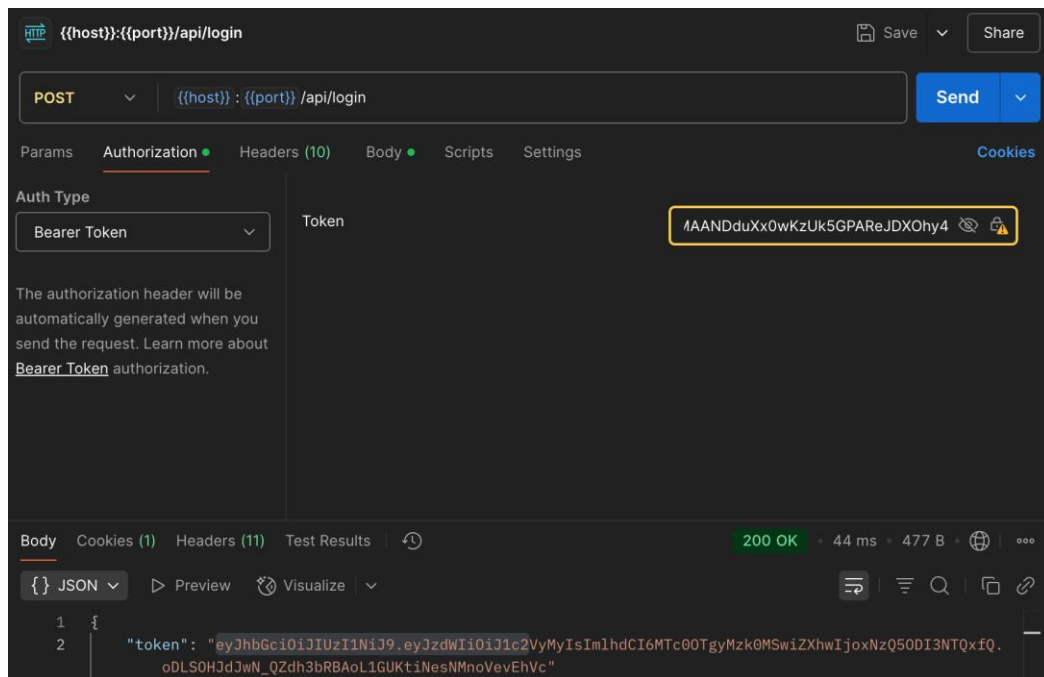 HTTP {{host}}:{{port}}/api/login Save Share
POST {{host}} : {{port}} /api/login Send
Params Authorization Headers (10) Body Scripts Settings Cookies
Auth Type
Bearer Token
Token MAANDduXx0wKzUk5GPAReJDXOhy4
The authorization header will be
automatically generated when you
send the request. Learn more about
Bearer Token authorization.
Body Cookies (1) Headers (11) Test Results 200 OK • 44 ms • 477 B
{} JSON Preview Visualize
1 {
2 "token": "eyJhbGciOiJIUzI1NiJ9.eyJzdWIiOiJ1c2VyMyIsImlhdCI6MTc0OTgyMzk0MSwiZXhwIjoxNzQ5ODI3NTQxfQ.
oDLSOHJdJwN_QZdh3bRBAoL1GUKtiNesNMnoVevEhVc"